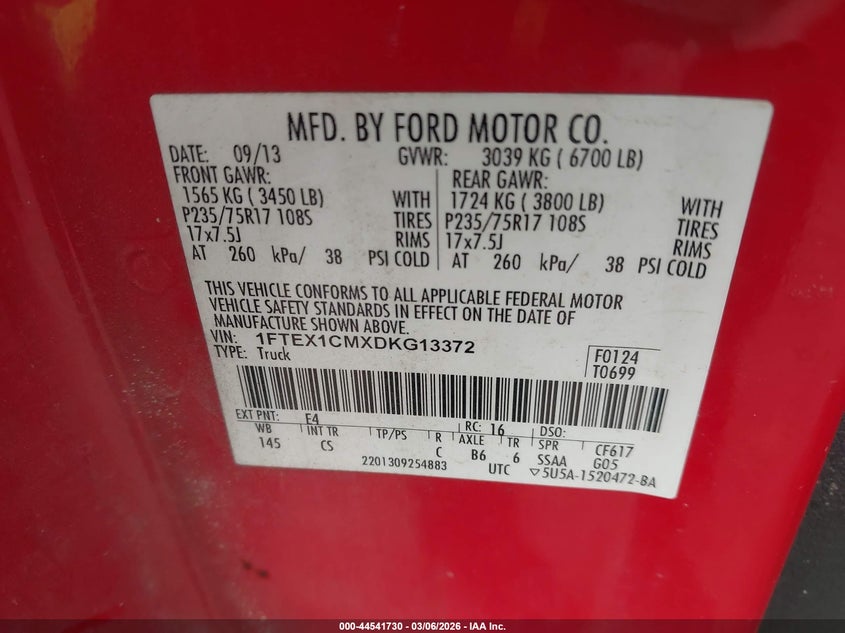 MFD. BY FORD MOTOR CO.
DATE: 09/13 GVWR: 3039 KG ( 6700 LB)
FRONT GAWR: REAR GAWR:
1565 KG ( 3450 LB) WITH 1724 KG ( 3800 LB) WITH
P235/75R17 108S TIRES P235/75R17 108S TIRES
17x7.5J RIMS 17x7.5J RIMS
AT 260 kPa/ 38 PSI COLD AT 260 kPa/ 38 PSI COLD
THIS VEHICLE CONFORMS TO ALL APPLICABLE FEDERAL MOTOR
VEHICLE SAFETY STANDARDS IN EFFECT ON THE DATE OF
MANUFACTURE SHOWN ABOVE.
VIN: 1FTEX1CMXDKG13372
TYPE: Truck
F0124
T0699
EXT PNT: F4 RC: 16 DSO:
WB INT TR TP/PS R AXLE TR SPR CF617
145 CS C B6 6 SSAA G05
2201309254883 UTC ▽5U5A-1520472-BA
000-44541730 — 03/06/2026 — IAA Inc.